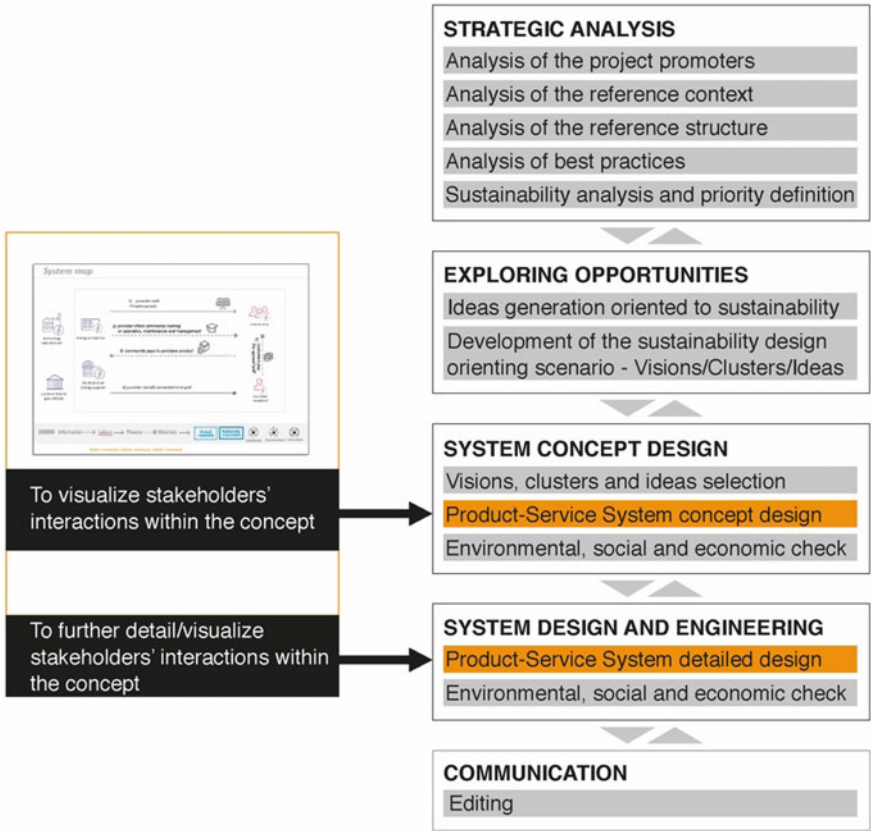 STRATEGIC ANALYSIS
Analysis of the project promoters
Analysis of the reference context
Analysis of the reference structure
Analysis of best practices
Sustainability analysis and priority definition
EXPLORING OPPORTUNITIES
Ideas generation oriented to sustainability
Development of the sustainability design
orienting scenario - Visions/Clusters/Ideas
System map
SYSTEM CONCEPT DESIGN
Visions, clusters and ideas selection
Product-Service System concept design
Environmental, social and economic check
To visualize stakeholders'
interactions within the concept
SYSTEM DESIGN AND ENGINEERING
Product-Service System detailed design
Environmental, social and economic check
To further detail/visualize
stakeholders' interactions within
the concept
COMMUNICATION
Editing